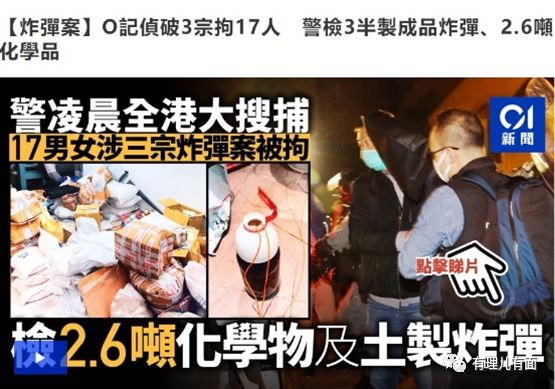 【炸彈案】O記偵破3宗拘17人　警檢3半製成品炸彈、2.6噸
化學品
警凌晨全港大搜捕
17男女涉三宗炸彈案被拘
01
新聞
點擊睇片
檢2.6噸化學物及土製炸彈
有理儿有面